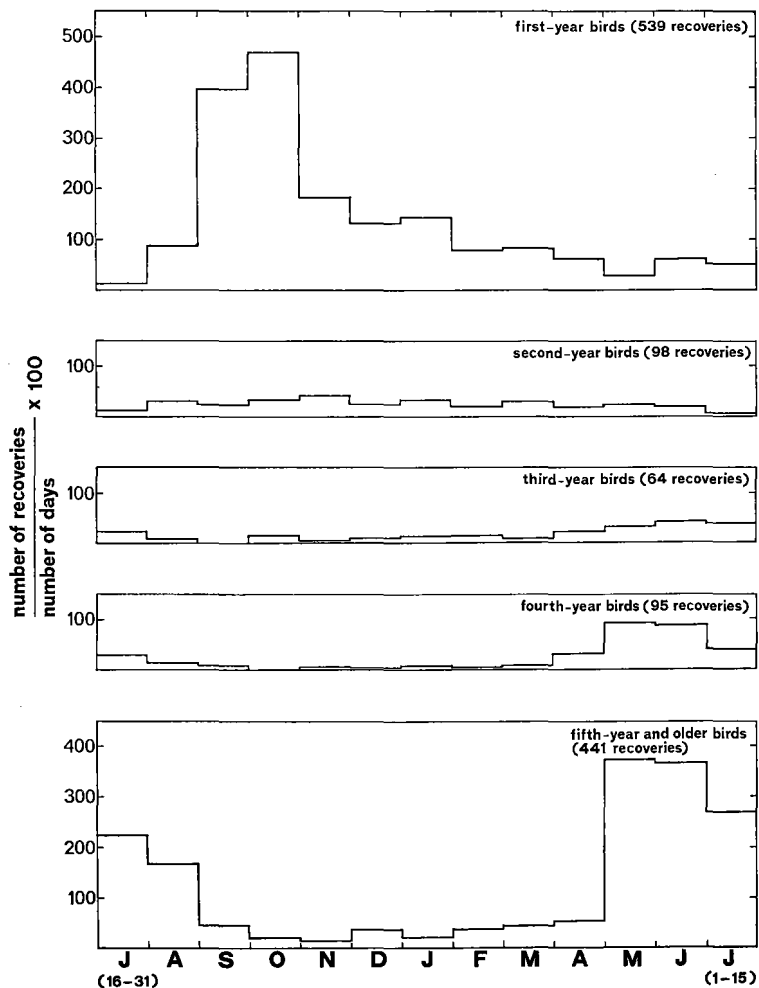 first-year birds (539 recoveries)
500
400
300
200
100
second-year birds (98 recoveries)
100
third-year birds (64 recoveries)
100
fourth-year birds (95 recoveries)
100
fifth-year and older birds
(441 recoveries)
400
300
200
100
number of recoveries
number of days
x 100
J A S O N D J F M A M J J
(16-31) (1-15)